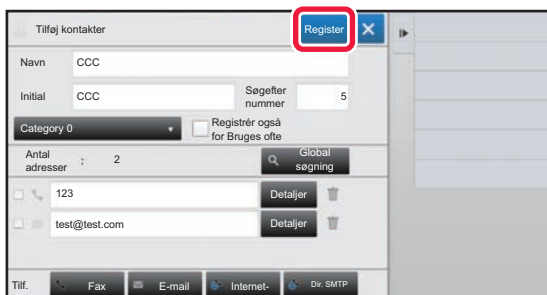 Tilføj kontakter Register
Navn CCC
Initial CCC Søgefter nummer 5
Category 0 Registrér også for Bruges ofte
Antal adresser : 2 Global søgning
123 Detaljer
test@test.com Detaljer
Tilf. Fax E-mail Internet- Dir. SMTP